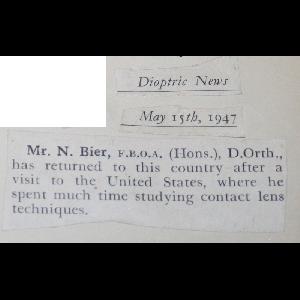 Dioptric News
May 15th, 1947
Mr. N. Bier, F.B.O.A. (Hons.), D.Orth.,
has returned to this country after a
visit to the United States, where he
spent much time studying contact lens
techniques.